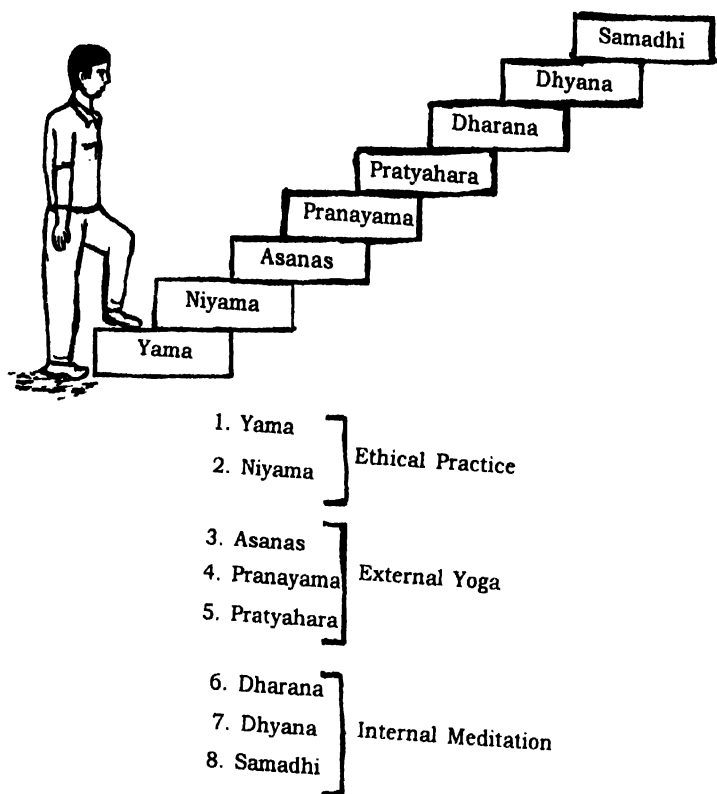 Samadhi
Dhyana
Dharana
Pratyahara
Pranayama
Asanas
Niyama
Yama
1. Yama
2. Niyama
Ethical Practice
3. Asanas
4. Pranayama
5. Pratyahara
External Yoga
6. Dharana
7. Dhyana
8. Samadhi
Internal Meditation